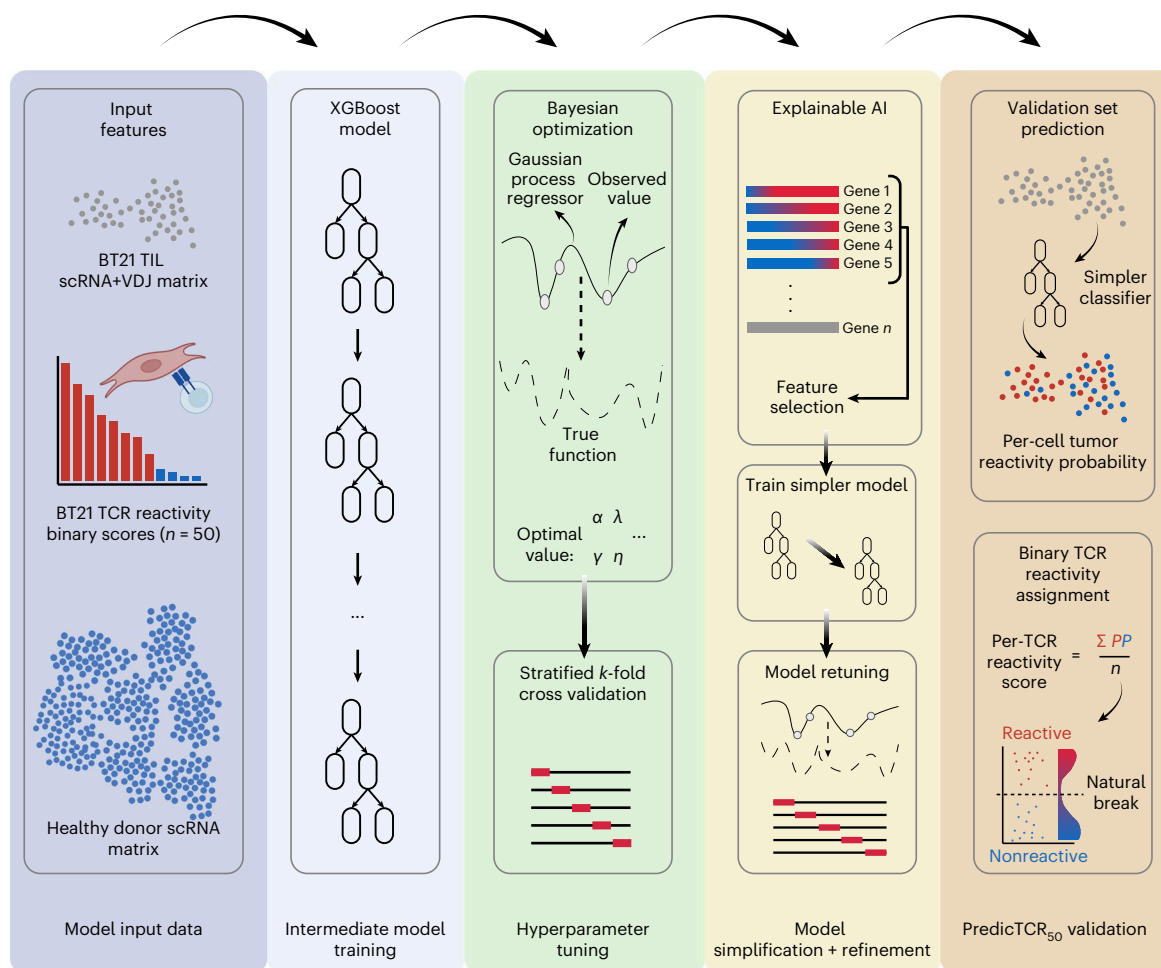 Input
features
BT21 TIL
scRNA+VDJ matrix
BT21 TCR reactivity
binary scores (n = 50)
Healthy donor scRNA
matrix
Model input data
XGBoost
model
...
Intermediate model
training
Bayesian
optimization
Gaussian
process
regressor
Observed
value
True
function
Optimal
value:
α λ
γ η
...
Stratified k-fold
cross validation
Hyperparameter
tuning
Explainable AI
Gene 1
Gene 2
Gene 3
Gene 4
Gene 5
Gene n
Feature
selection
Train simpler model
Model retuning
Model
simplification + refinement
Validation set
prediction
Simpler
classifier
Per-cell tumor
reactivity probability
Binary TCR
reactivity
assignment
Per-TCR
reactivity
score
=
Σ PP
n
Reactive
Natural
break
Nonreactive
PredicTCR₅₀ validation